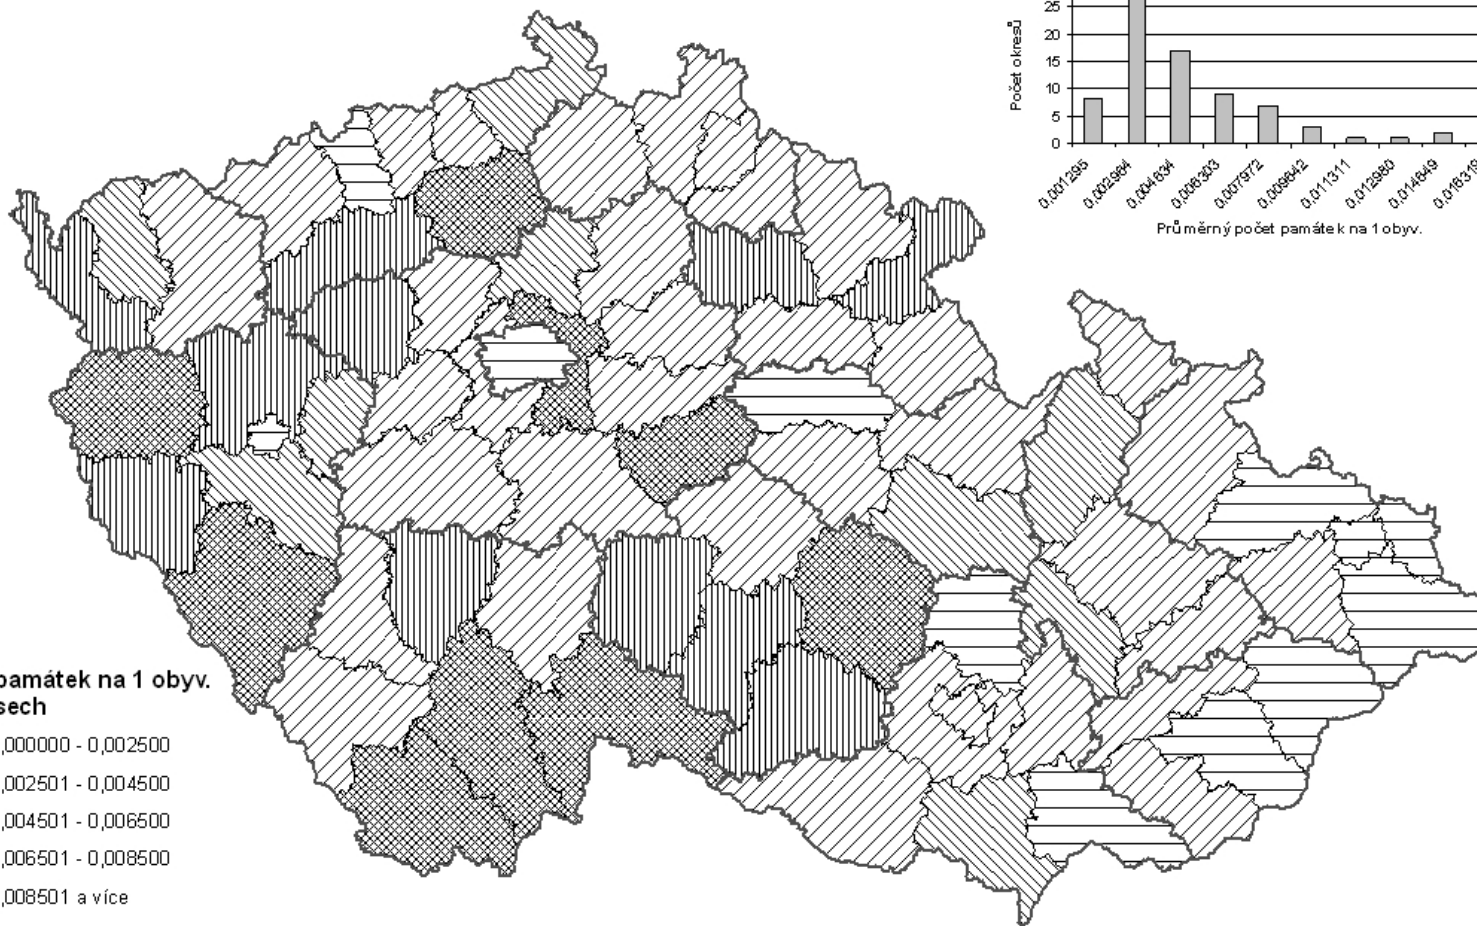 25
20
15
10
5
0
Počet okresů
0,001295
0,002964
0,004634
0,006303
0,007972
0,009642
0,011311
0,012980
0,014649
0,016319
Průměrný počet památek na 1 obyv.
památek na 1 obyv.
sech
,000000 - 0,002500
,002501 - 0,004500
,004501 - 0,006500
,006501 - 0,008500
,008501 a více